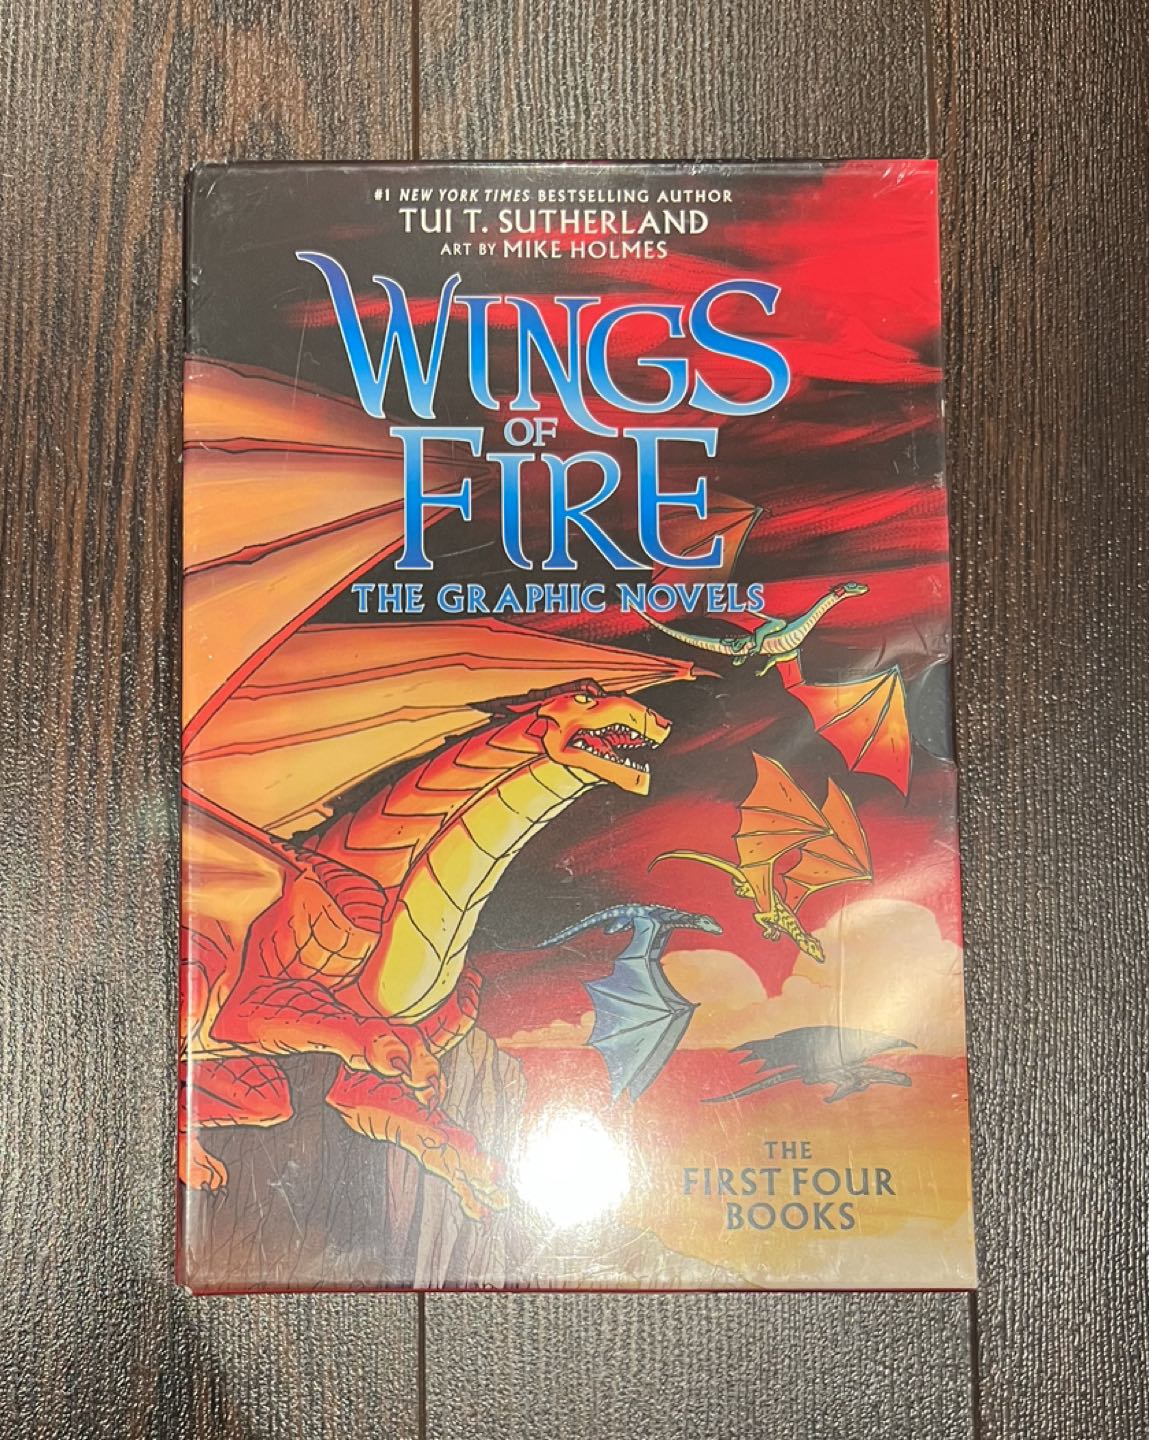 #1 NEW YORK TIMES BESTSELLING AUTHOR
TUI T. SUTHERLAND
ART BY MIKE HOLMES
WINGS
OF
FIRE
THE GRAPHIC NOVELS
THE
FIRST FOUR
BOOKS